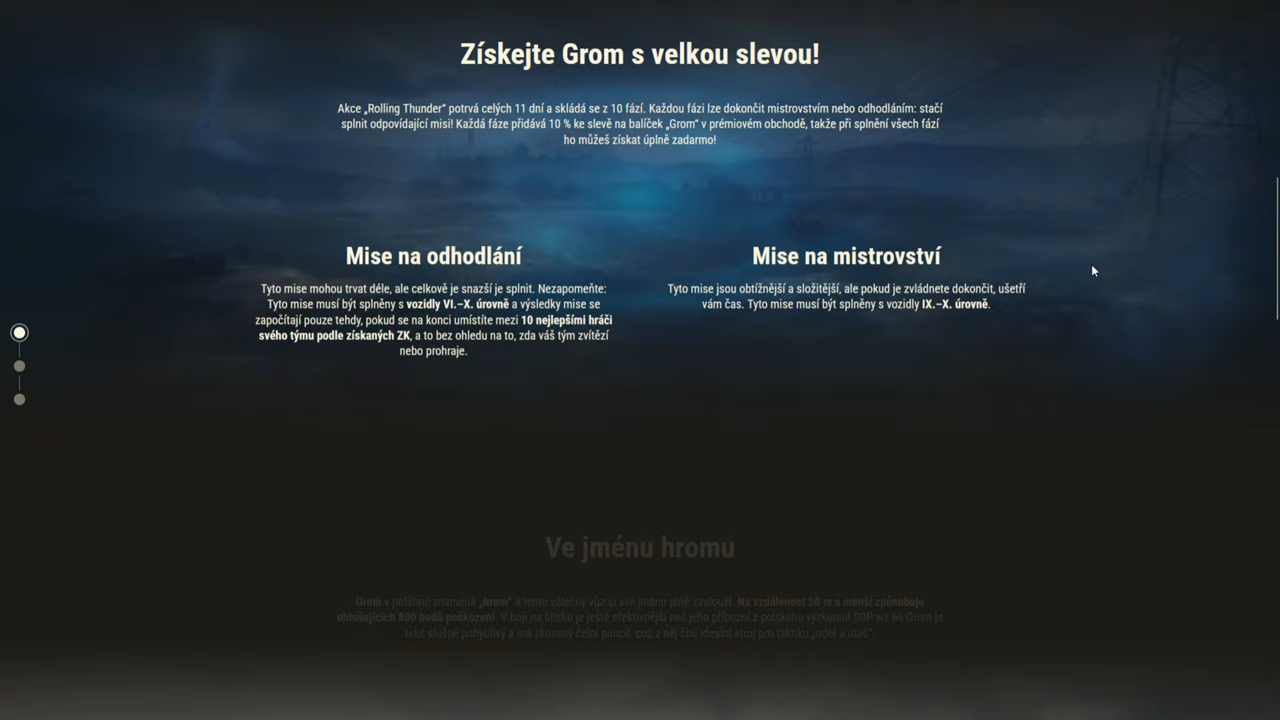 Získejte Grom s velkou slevou!
Akce „Rolling Thunder“ potrvá celých 11 dní a skládá se z 10 fází. Každou fázi lze dokončit mistrovstvím nebo odhodláním: stačí
splnit odpovídající misi! Každá fáze přidává 10 % ke slevě na balíček „Grom“ v prémiovém obchodě, takže při splnění všech fází
ho můžeš získat úplně zadarmo!
Mise na odhodlání
Tyto mise mohou trvat déle, ale celkově je snazší je splnit. Nezapomeňte:
Tyto mise musí být splněny s vozidly VI.–X. úrovně a výsledky mise se
započítají pouze tehdy, pokud se na konci umístíte mezi 10 nejlepšími hráči
svého týmu podle získaných ZK, a to bez ohledu na to, zda váš tým zvítězí
nebo prohraje.
Mise na mistrovství
Tyto mise jsou obtížnější a složitější, ale pokud je zvládnete dokončit, ušetří
vám čas. Tyto mise musí být splněny s vozidly IX.–X. úrovně.
Ve jménu hromu
Grom v polštině znamená „hrom“ a tento válečný vůz si své jméno plně zaslouží. Na vzdálenost 50 m a menší způsobuje
ohlušujících 800 bodů poškození. V boji na blízko je ještě efektivnější než jeho příbuzní z polského výzkumu! SDP wz 66 Grom je
také slušně pohyblivý a má zkosený čelní pancíř, což z něj činí ideální stroj pro taktiku „udeř a uteč“.